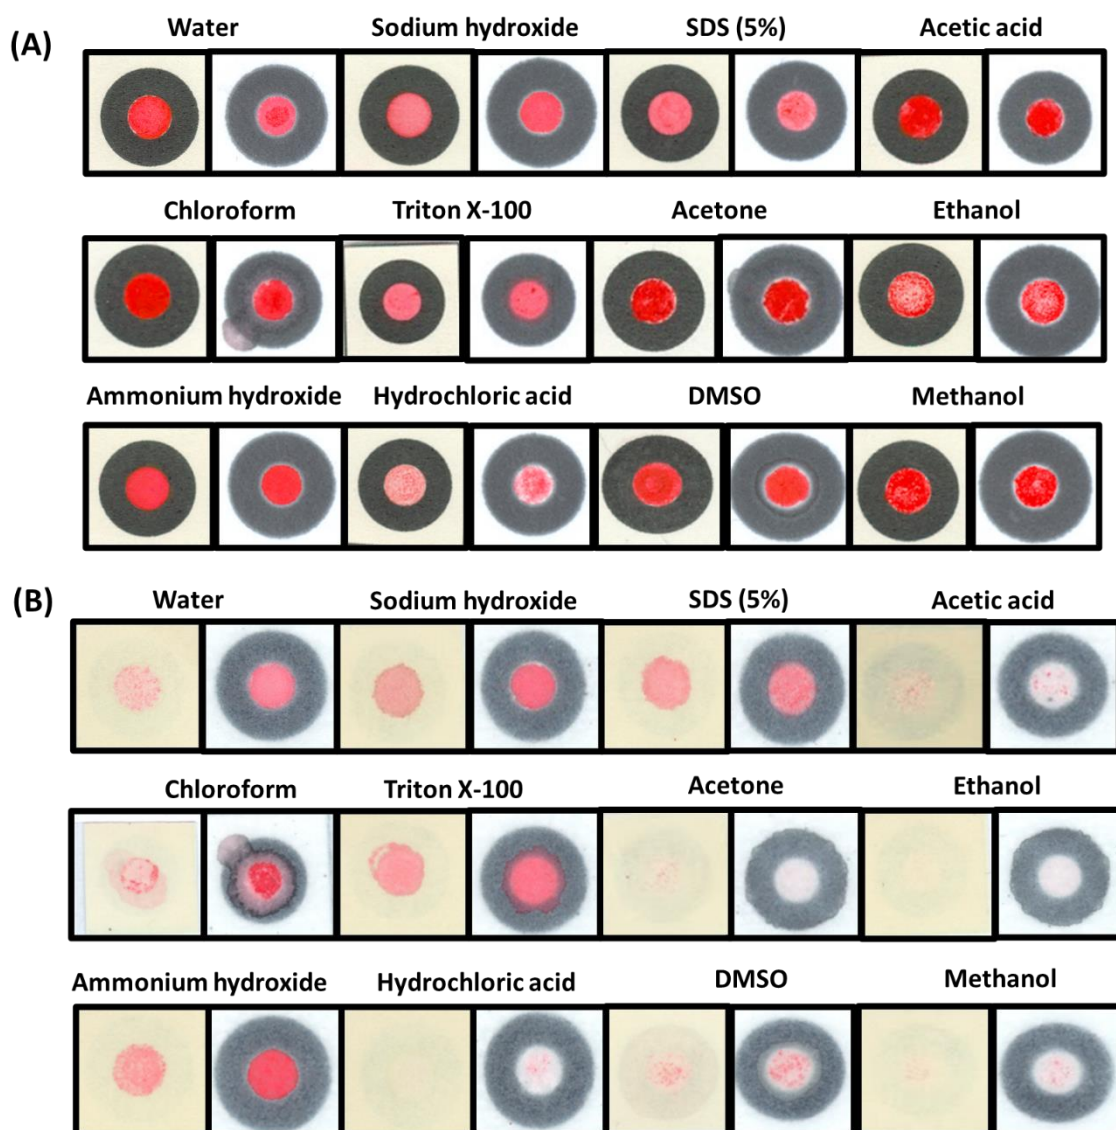 (A)
Water Sodium hydroxide SDS (5%) Acetic acid
Chloroform Triton X-100 Acetone Ethanol
Ammonium hydroxide Hydrochloric acid DMSO Methanol
(B)
Water Sodium hydroxide SDS (5%) Acetic acid
Chloroform Triton X-100 Acetone Ethanol
Ammonium hydroxide Hydrochloric acid DMSO Methanol